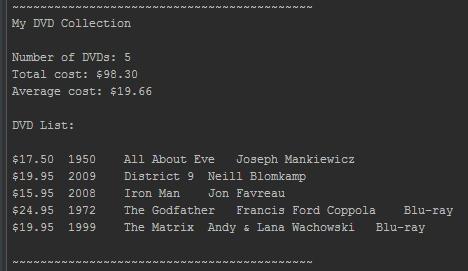 ~~~~~~~~~~~~~~~~~~~~~~~~~~~~~~~~~~~~~~~~~~~
My DVD Collection
Number of DVDs: 5
Total cost: $98.30
Average cost: $19.66
DVD List:
$17.50 1950 All About Eve Joseph Mankiewicz
$19.95 2009 District 9 Neill Blomkamp
$15.95 2008 Iron Man Jon Favreau
$24.95 1972 The Godfather Francis Ford Coppola Blu-ray
$19.95 1999 The Matrix Andy & Lana Wachowski Blu-ray
~~~~~~~~~~~~~~~~~~~~~~~~~~~~~~~~~~~~~~~~~~~